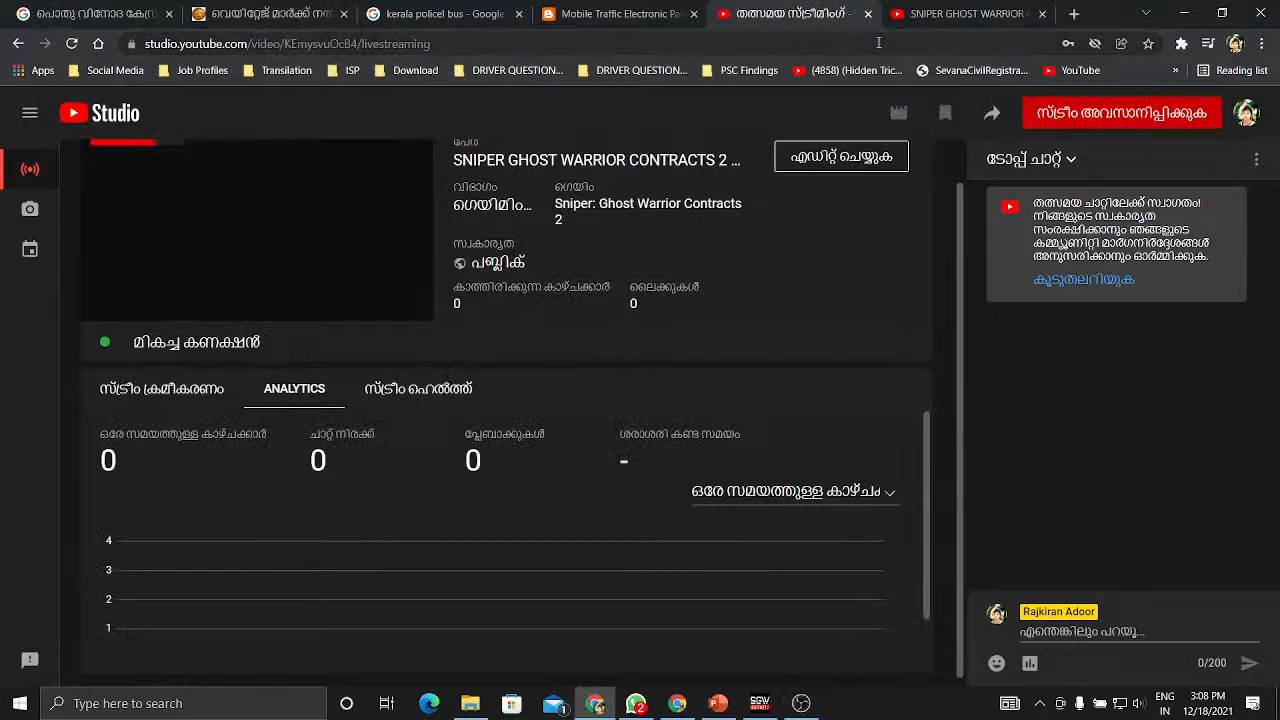 പൊതു വിനോദ കേന്ദ്ര
വെയിറ്റേജ് മാർക്ക് നൽ
kerala policel bus - Google
Mobile Traffic Electronic Pa
തത്സമയ സ്ട്രീമിംഗ് -
SNIPER GHOST WARRIOR
studio.youtube.com/video/KEmysvuOcB4/livestreaming
Apps
Social Media
Job Profiles
Translation
ISP
Download
DRIVER QUESTION...
DRIVER QUESTION...
PSC Findings
(4858) (Hidden Tric...
SevanaCivilRegistra...
YouTube
»
Reading list
Studio
സ്ട്രീം അവസാനിപ്പിക്കുക
പേര്
SNIPER GHOST WARRIOR CONTRACTS 2 ...
എഡിറ്റ് ചെയ്യുക
വിഭാഗം
ഗെയിം
ഗെയിമിം...
Sniper: Ghost Warrior Contracts
2
സ്വകാര്യത
പബ്ലിക്
കാത്തിരിക്കുന്ന കാഴ്ചക്കാർ
ലൈക്കുകൾ
0
0
മികച്ച കണക്ഷൻ
സ്ട്രീം ക്രമീകരണം
ANALYTICS
സ്ട്രീം ഹെൽത്ത്
ഒരേ സമയത്തുള്ള കാഴ്ചക്കാർ
ചാറ്റ് നിരക്ക്
പ്ലേബാക്കുകൾ
ശരാശരി കണ്ട സമയം
0
0
0
-
ഒരേ സമയത്തുള്ള കാഴ്ചക
4
3
2
1
ടോപ്പ് ചാറ്റ്
തത്സമയ ചാറ്റിലേക്ക് സ്വാഗതം!
നിങ്ങളുടെ സ്വകാര്യത
സംരക്ഷിക്കാനും ഞങ്ങളുടെ
കമ്മ്യൂണിറ്റി മാർഗനിർദ്ദേശങ്ങൾ
അനുസരിക്കാനും ഓർമ്മിക്കുക.
കൂടുതലറിയുക
Rajkiran Adoor
എന്തെങ്കിലും പറയൂ...
0/200
Type here to search
1
2
ENG
IN
3:08 PM
12/18/2021